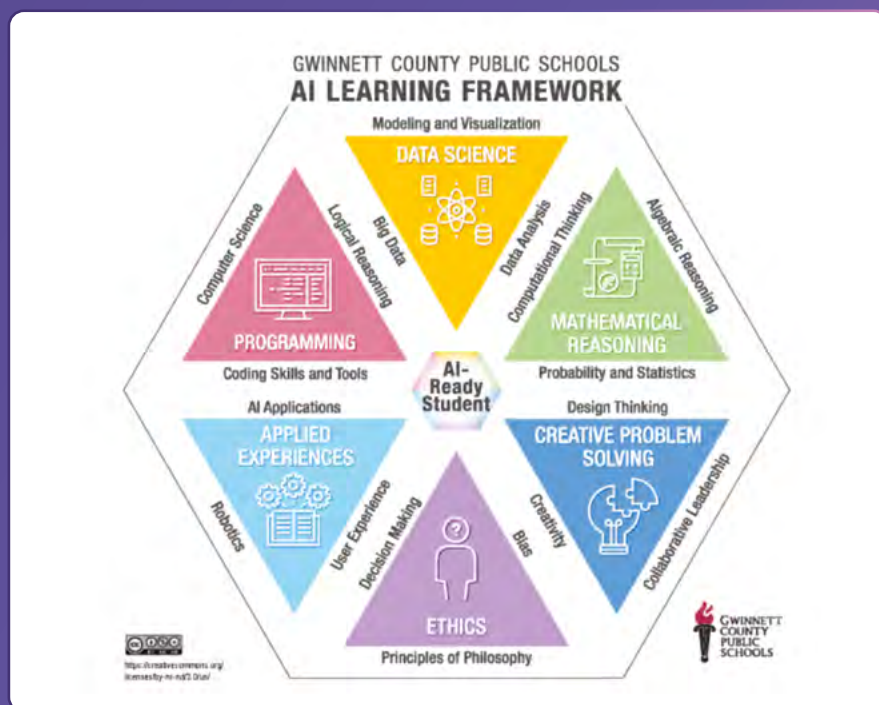 GWINNETT COUNTY PUBLIC SCHOOLS
AI LEARNING FRAMEWORK
Modeling and Visualization
DATA SCIENCE
Big Data
Data Analysis
Computer Science
Logical Reasoning
PROGRAMMING
Coding Skills and Tools
Computational Thinking
Algebraic Reasoning
MATHEMATICAL
REASONING
Probability and Statistics
AI-
Ready
Student
AI Applications
APPLIED
EXPERIENCES
Robotics
User Experience
Decision Making
Bias
ETHICS
Principles of Philosophy
Design Thinking
CREATIVE PROBLEM
SOLVING
Creativity
Collaborative Leadership
https://creativecommons.org/
GWINNETT
COUNTY
PUBLIC
SCHOOLS